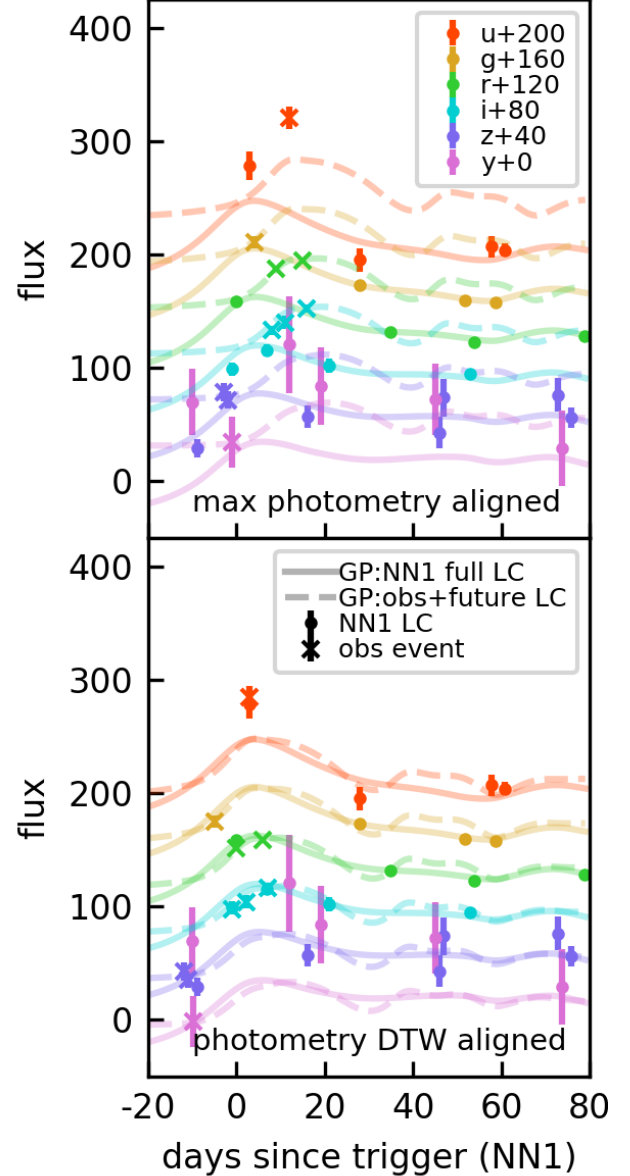 400
300
200
100
0
flux
u+200
g+160
r+120
i+80
z+40
y+0
max photometry aligned
400
300
200
100
0
flux
GP:NN1 full LC
GP:obs+future LC
NN1 LC
obs event
photometry DTW aligned
-20 0 20 40 60 80
days since trigger (NN1)